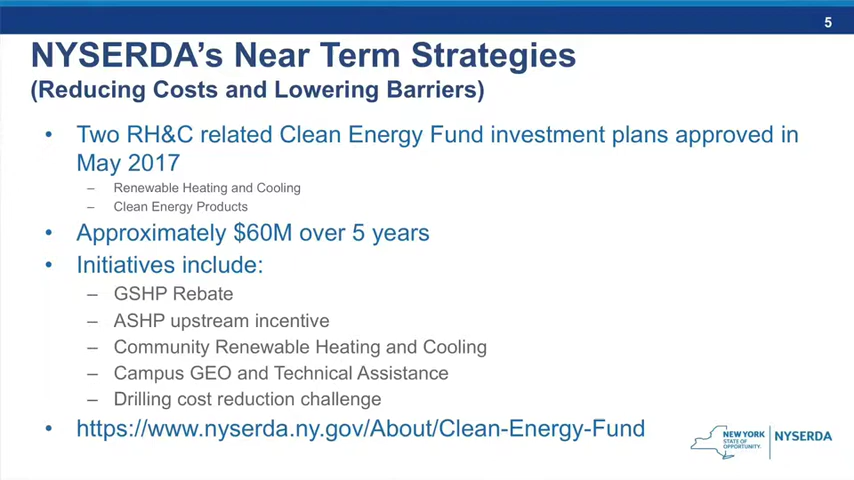 5
NYSERDA's Near Term Strategies
(Reducing Costs and Lowering Barriers)
• Two RH&C related Clean Energy Fund investment plans approved in
May 2017
– Renewable Heating and Cooling
– Clean Energy Products
• Approximately $60M over 5 years
• Initiatives include:
– GSHP Rebate
– ASHP upstream incentive
– Community Renewable Heating and Cooling
– Campus GEO and Technical Assistance
– Drilling cost reduction challenge
• https://www.nyserda.ny.gov/About/Clean-Energy-Fund
NEW YORK
STATE OF
OPPORTUNITY.
NYSERDA